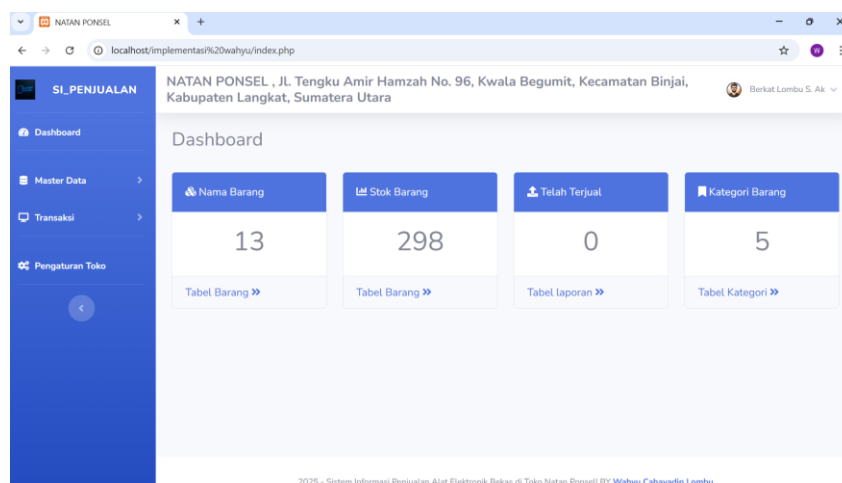 NATAN PONSEL
localhost/implementasi%20wahyu/index.php
W
SI_PENJUALAN
NATAN PONSEL , Jl. Tengku Amir Hamzah No. 96, Kwala Begumit, Kecamatan Binjai,
Kabupaten Langkat, Sumatera Utara
Berkat Lombu S. Ak
Dashboard
Master Data
Transaksi
Pengaturan Toko
Dashboard
Nama Barang
Stok Barang
Telah Terjual
Kategori Barang
13
298
0
5
Tabel Barang
Tabel Barang
Tabel laporan
Tabel Kategori
2025 - Sistem Informasi Penjualan Alat Elektronik Bekas di Toko Natan Ponsel| BY Wahyu Cahayadin Lombu